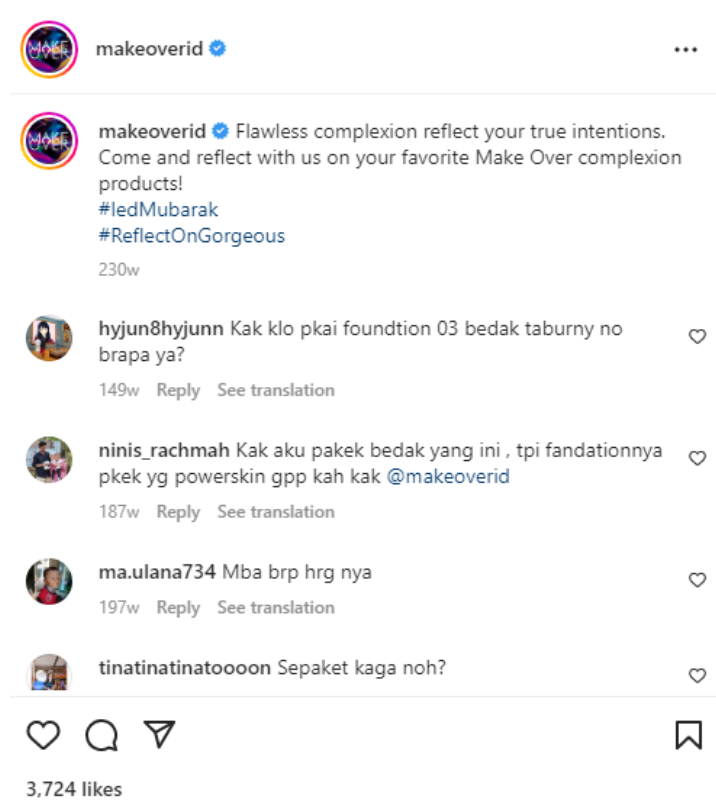 makeoverid
makeoverid Flawless complexion reflect your true intentions.
Come and reflect with us on your favorite Make Over complexion
products!
#IedMubarak
#ReflectOnGorgeous
230w
hyjun8hyjunn Kak klo pkai foundtion 03 bedak taburny no
brapa ya?
149w Reply See translation
ninis_rachmah Kak aku pakek bedak yang ini , tpi fandationnya
pkek yg powerskin gpp kah kak @makeoverid
187w Reply See translation
ma.ulana734 Mba brp hrg nya
197w Reply See translation
tinatinatinatoooon Sepaket kaga noh?
3,724 likes